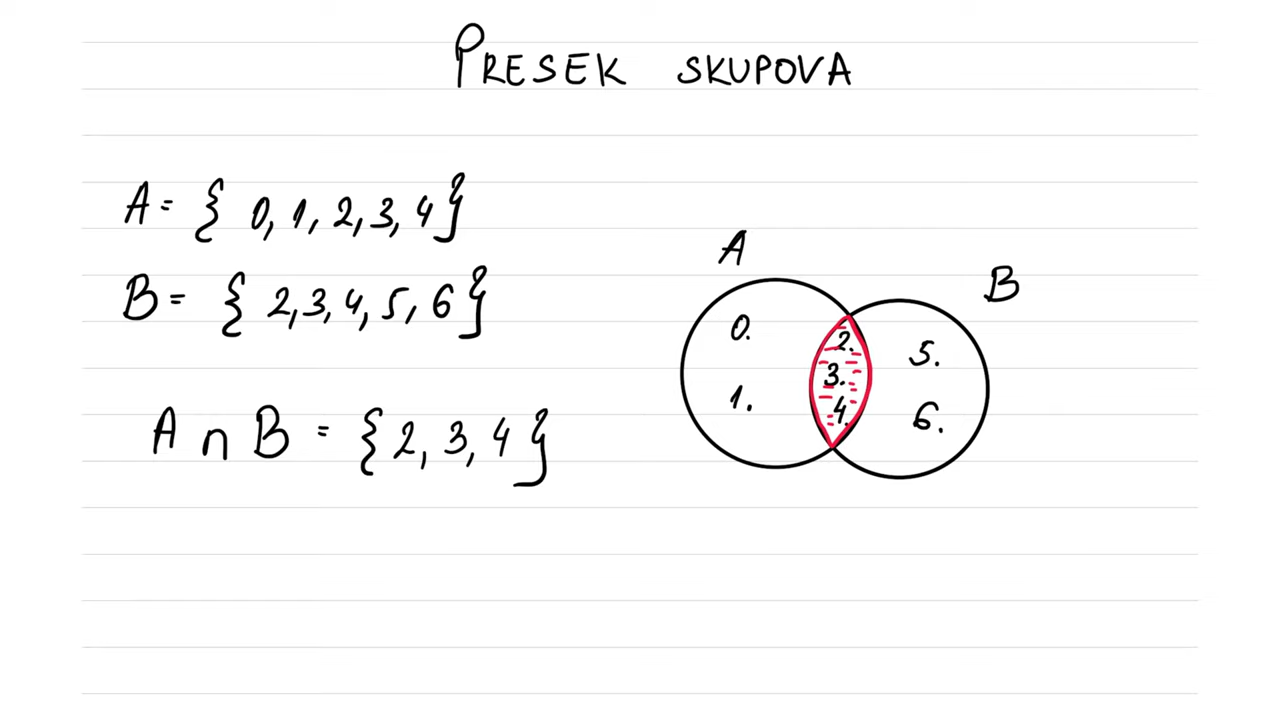 PRESEK SKUPOVA
A = { 0, 1, 2, 3, 4 }
B = { 2, 3, 4, 5, 6 }
A ∩ B = { 2, 3, 4 }
A
B
0.
1.
2.
3.
4.
5.
6.